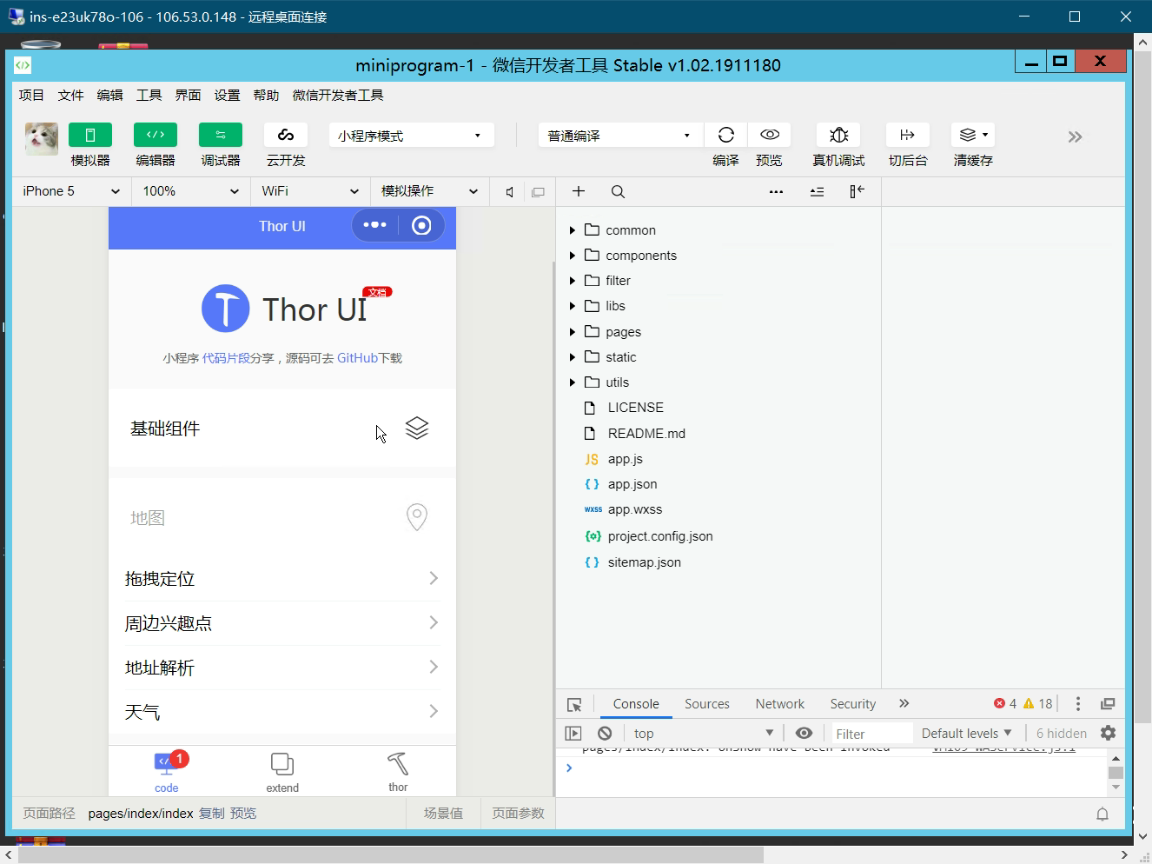 ins-e23uk78o-106 - 106.53.0.148 - 远程桌面连接
miniprogram-1 - 微信开发者工具 Stable v1.02.1911180
项目 文件 编辑 工具 界面 设置 帮助 微信开发者工具
小程序模式 普通编译
模拟器 编辑器 调试器 云开发 编译 预览 真机调试 切后台 清缓存
iPhone 5 100% WiFi 模拟操作
Thor UI
Thor UI 文档
小程序 代码片段分享，源码可去 GitHub下载
基础组件
地图
拖拽定位
周边兴趣点
地址解析
天气
1
code extend thor
common
components
filter
libs
pages
static
utils
LICENSE
README.md
JS app.js
{ } app.json
wxss app.wxss
{o} project.config.json
{ } sitemap.json
Console Sources Network Security 4 18
top Filter Default levels 6 hidden
pages/index/index: onShow have been invoked
页面路径 pages/index/index 复制 预览 场景值 页面参数